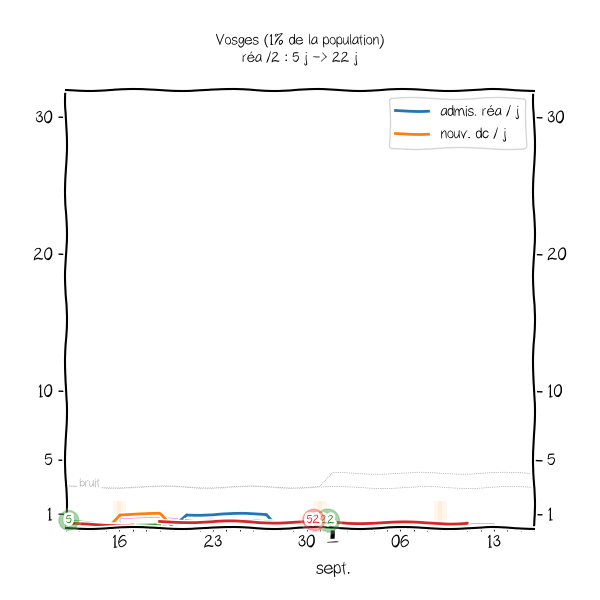 Vosges (1% de la population)
réa /2 : 5 j -> 22 j
admis. réa / j
nouv. dc / j
30 30
20 20
10 10
5 5
bruit
1 1
5 52 22
16 23 30 06 13
sept.